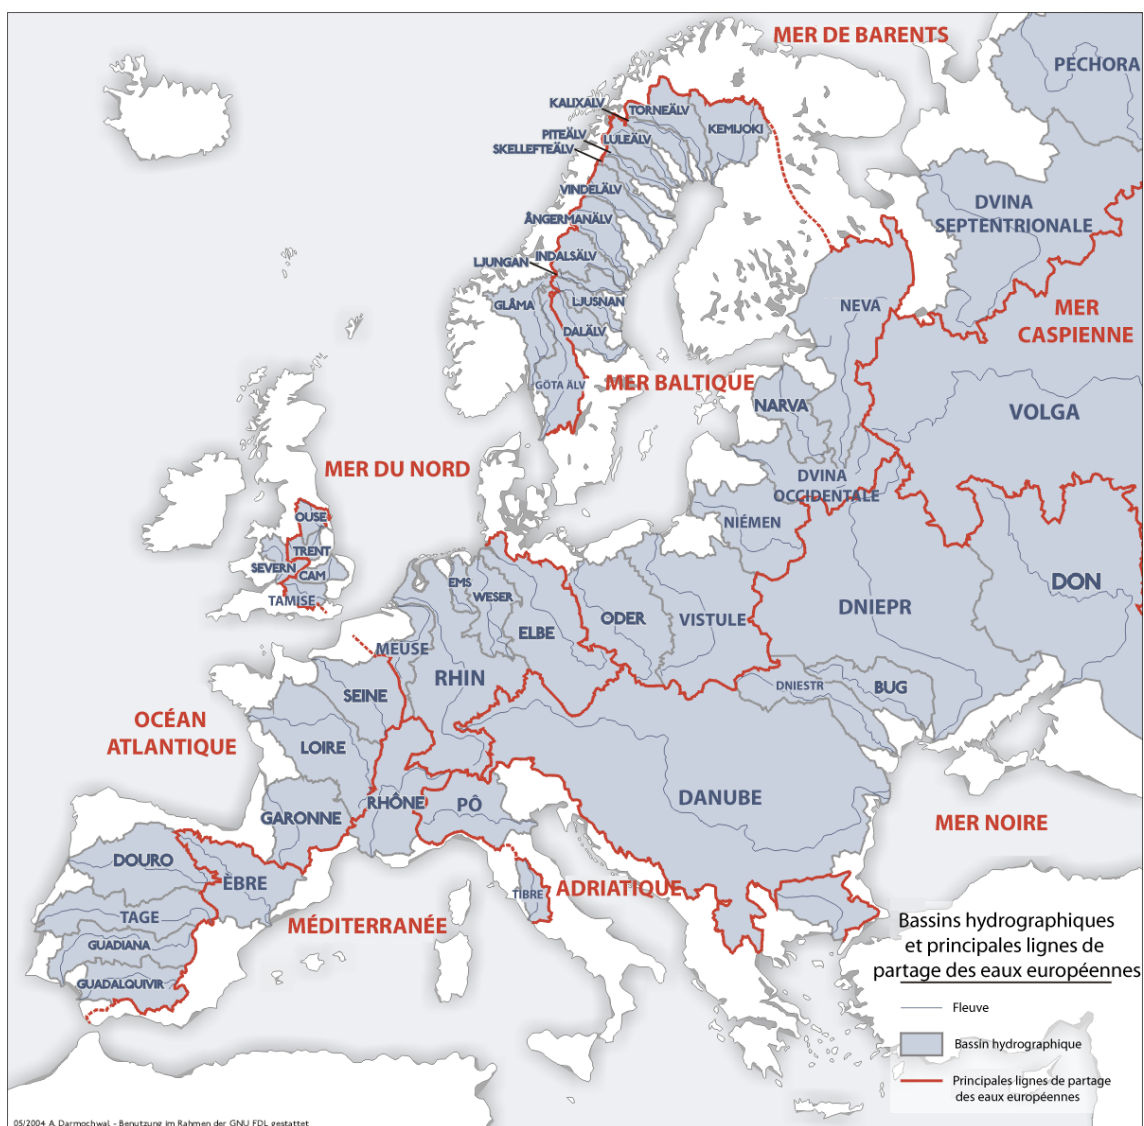 MER DE BARENTS
PECHORA
KALIXÄLV
TORNEÄLV
KEMIJOKI
PITEÄLV
LULEÄLV
SKELLEFTEÄLV
VINDELÄLV
DVINA
SEPTENTRIONALE
ÅNGERMANÄLV
INDALSÄLV
LJUNGAN
GLÅMA
LJUSNAN
NEVA
MER
CASPIENNE
DALÄLV
GÖTA ÄLV
MER BALTIQUE
NARVA
VOLGA
MER DU NORD
DVINA
OCCIDENTALE
OUSE
NIÉMEN
TRENT
SEVERN
CAM
TAMISE
EMS
WESER
ELBE
ODER
VISTULE
DNIEPR
DON
MEUSE
RHIN
SEINE
DNIESTR
BUG
OCÉAN
ATLANTIQUE
LOIRE
RHÔNE
PÔ
DANUBE
GARONNE
MER NOIRE
DOURO
ÈBRE
TIBRE
ADRIATIQUE
TAGE
MÉDITERRANÉE
GUADIANA
GUADALQUIVIR
Bassins hydrographiques
et principales lignes de
partage des eaux européennes
Fleuve
Bassin hydrographique
Principales lignes de partage
des eaux européennes
05/2004 A. Darmochwal - Benutzung im Rahmen der GNU FDL gestattet